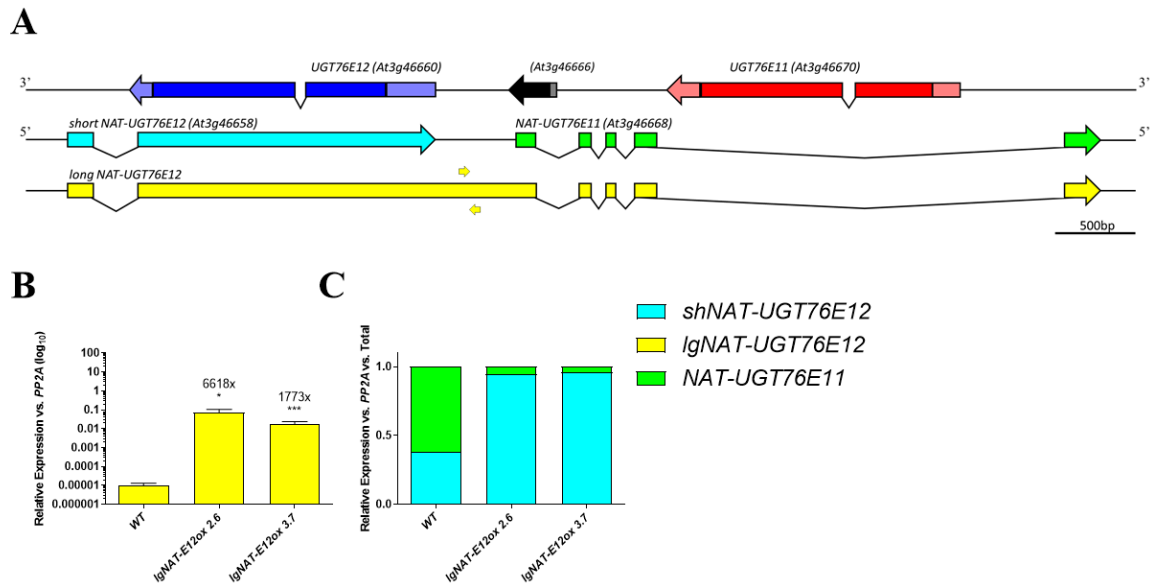 A
UGT76E12 (At3g46660)
(At3g46666)
UGT76E11 (At3g46670)
3’
3’
5’
short NAT-UGT76E12 (At3g46658)
NAT-UGT76E11 (At3g46668)
5’
long NAT-UGT76E12
500bp
B
Relative Expression vs. PP2A (log10)
100
10
1
0.1
0.01
0.001
0.0001
0.00001
0.000001
6618x
*
1773x
***
WT
lgNAT-E12ox 2.6
lgNAT-E12ox 3.7
C
Relative Expression vs. PP2A vs. Total
1.0
0.5
0.0
WT
lgNAT-E12ox 2.6
lgNAT-E12ox 3.7
shNAT-UGT76E12
lgNAT-UGT76E12
NAT-UGT76E11